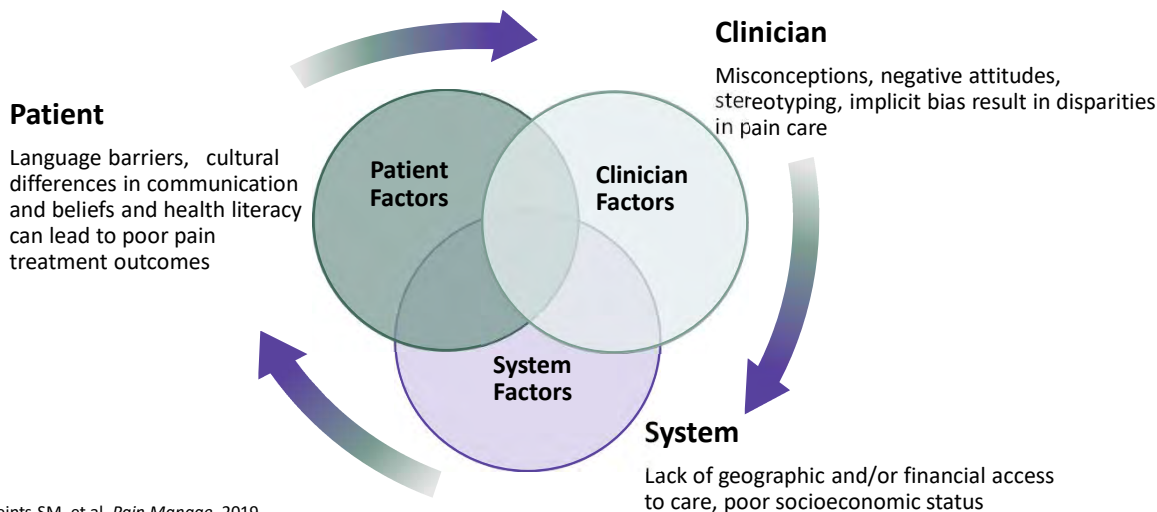 Clinician
Misconceptions, negative attitudes,
stereotyping, implicit bias result in disparities
in pain care
Patient
Language barriers, cultural
differences in communication
and beliefs and health literacy
can lead to poor pain
treatment outcomes
Patient
Factors
Clinician
Factors
System
Factors
System
Lack of geographic and/or financial access
to care, poor socioeconomic status
SM, et al. Pain Manage. 2019